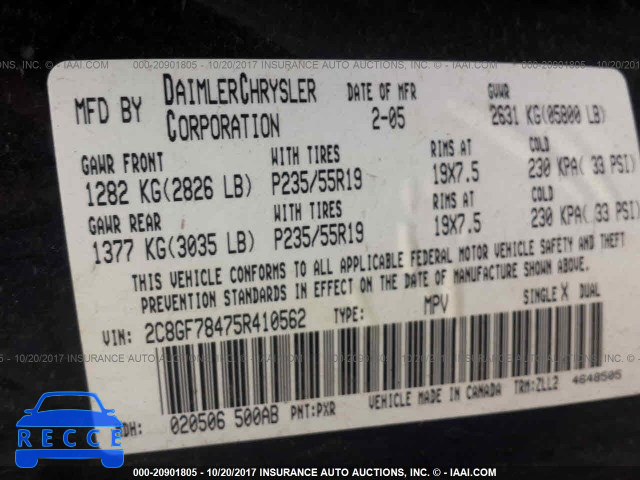 000-20901805 - 10/20/2017 INSURANCE AUTO AUCTIONS, INC. - © IAAI.COM
MFD BY DAIMLERCHRYSLER CORPORATION DATE OF MFR 2-05 GVWR 2631 KG(05800 LB)
GAWR FRONT WITH TIRES RIMS AT COLD
1282 KG(2826 LB) P235/55R19 19X7.5 230 KPA( 33 PSI)
GAWR REAR WITH TIRES RIMS AT COLD
1377 KG(3035 LB) P235/55R19 19X7.5 230 KPA( 33 PSI)
THIS VEHICLE CONFORMS TO ALL APPLICABLE FEDERAL MOTOR VEHICLE SAFETY AND THEFT
PREVENTION STANDARDS IN EFFECT ON THE DATE OF MANUFACTURE SHOWN ABOVE.
VIN: 2C8GF78475R410562 TYPE: MPV SINGLE X DUAL
DH: 020506 500AB PNT:PXR VEHICLE MADE IN CANADA TRM:ZLL2 4648505
RECCE
000-20901805 - 10/20/2017 INSURANCE AUTO AUCTIONS, INC. - © IAAI.COM